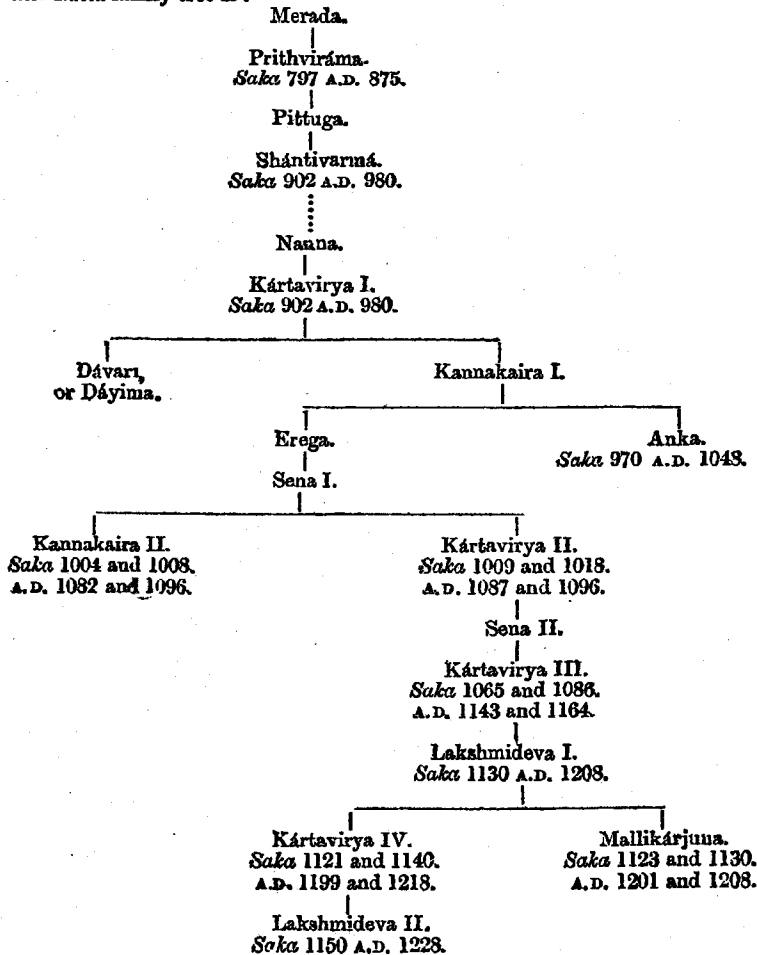 family tree is :
Merada.
Prithviráma.
Saka 797 A.D. 875.
Pittuga.
Shántivarmá.
Saka 902 A.D. 980.
Nanna.
Kártavirya I.
Saka 902 A.D. 980.
Dávari,
or Dáyima.
Kannakaira I.
Erega.
Anka.
Saka 970 A.D. 1048.
Sena I.
Kannakaira II.
Saka 1004 and 1008.
A.D. 1082 and 1096.
Kártavirya II.
Saka 1009 and 1018.
A.D. 1087 and 1096.
Sena II.
Kártavirya III.
Saka 1065 and 1086.
A.D. 1143 and 1164.
Lakshmideva I.
Saka 1130 A.D. 1208.
Kártavirya IV.
Saka 1121 and 1140.
A.D. 1199 and 1218.
Mallikárjuna.
Saka 1123 and 1130.
A.D. 1201 and 1208.
Lakshmideva II.
Saka 1150 A.D. 1228.